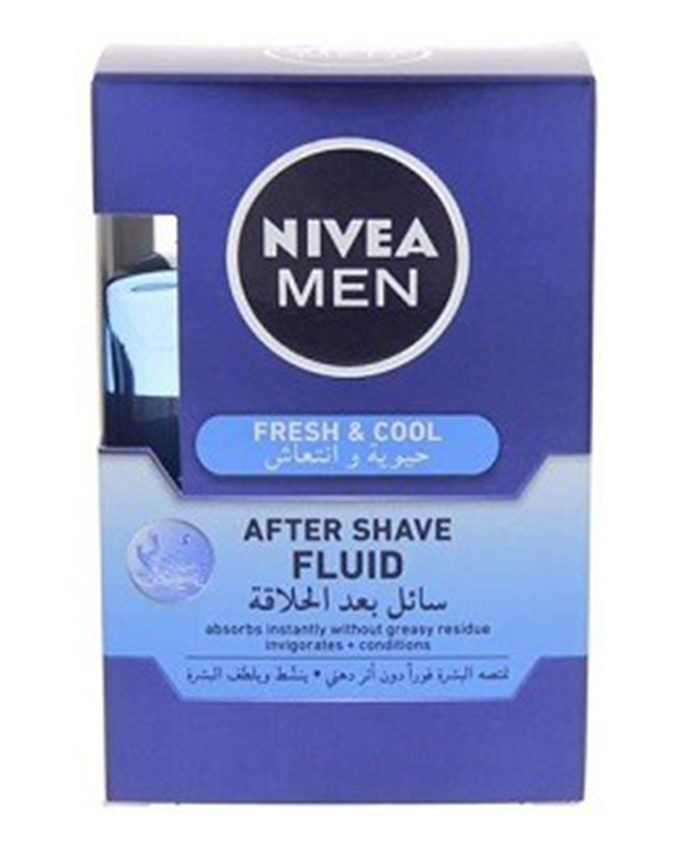 NIVEA
MEN
FRESH & COOL
حيوية و انتعاش
AFTER SHAVE
FLUID
سائل بعد الحلاقة
absorbs instantly without greasy residue
invigorates + conditions
تمتصه البشرة فوراً دون أثر دهني • ينشّط ويلطف البشرة